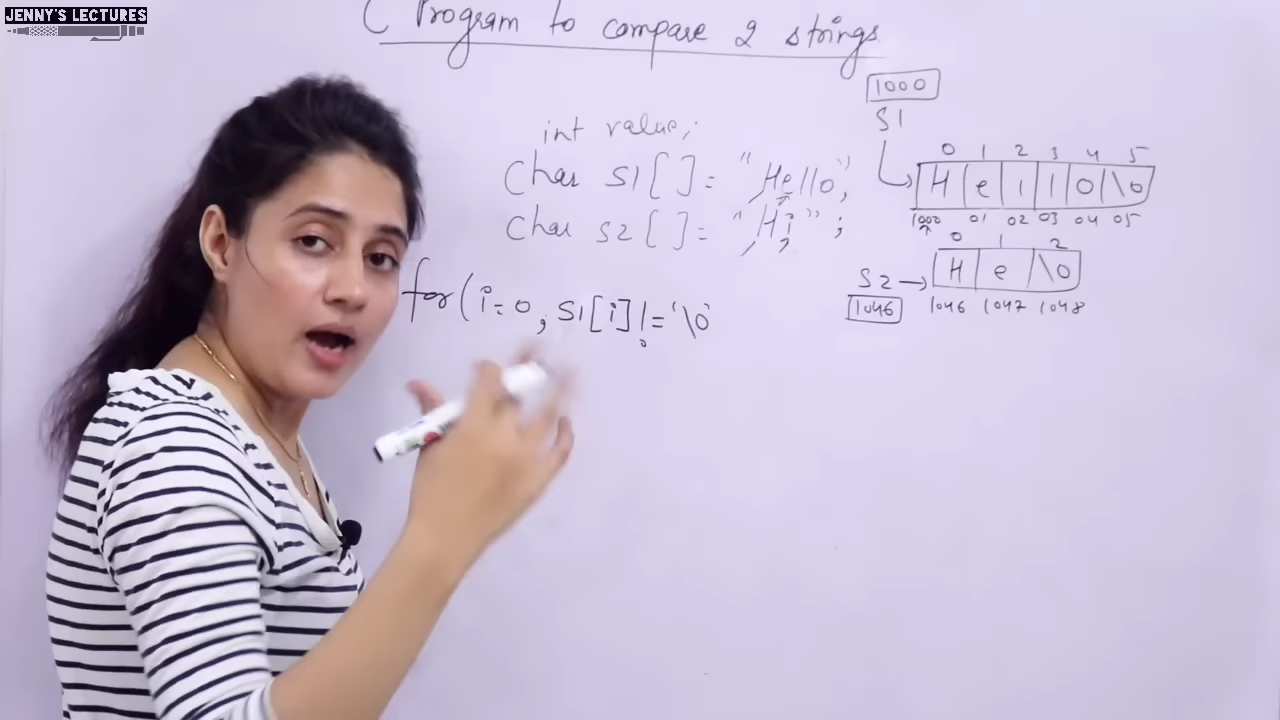 JENNY'S LECTURES
C Program to compare 2 strings
int value;
char S1[ ] = "Hello";
char S2[ ] = "Hi";
for(i=0; S1[i]!='\0'
1000
S1
0 1 2 3 4 5
H e l l o \0
1000 01 02 03 04 05
0 1 2
S2 → H e \0
1046
1046 1047 1048